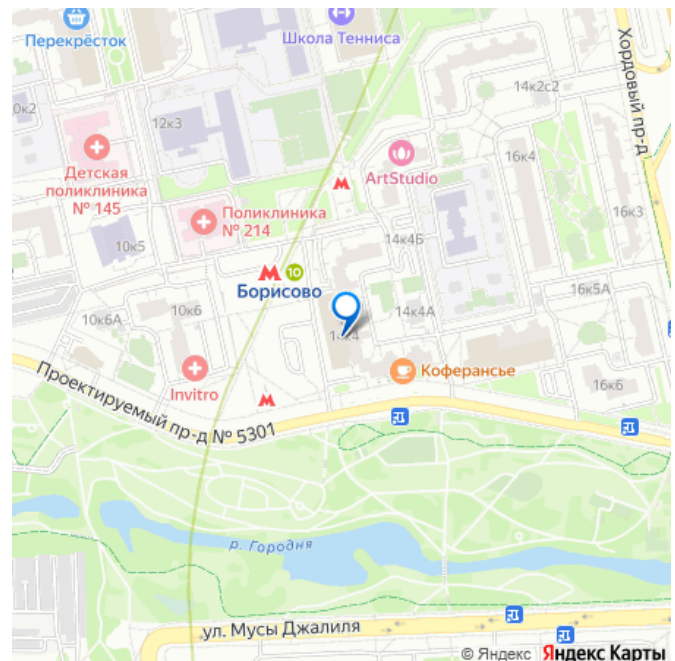 Перекрёсток
Школа Тенниса
Хордовый пр-д
14к2с2
12к3
Детская
поликлиника
№ 145
ArtStudio
16к4
Поликлиника
№ 214
16к3
10к5
14к4Б
М
М 10
Борисово
10к6А
10к6
14к4А
16к5А
14к4
Invitro
Коферансье
16к6
М
Проектируемый пр-д № 5301
р. Городня
ул. Мусы Джалиля
© Яндекс Яндекс Карты